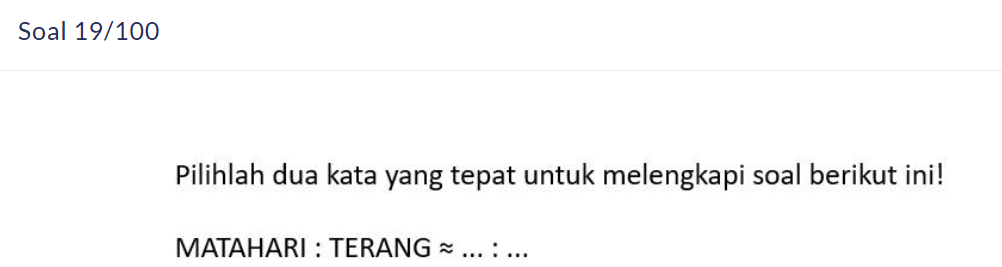 Soal 19/100
Pilihlah dua kata yang tepat untuk melengkapi soal berikut ini!
MATAHARI : TERANG ≈ ... : ...